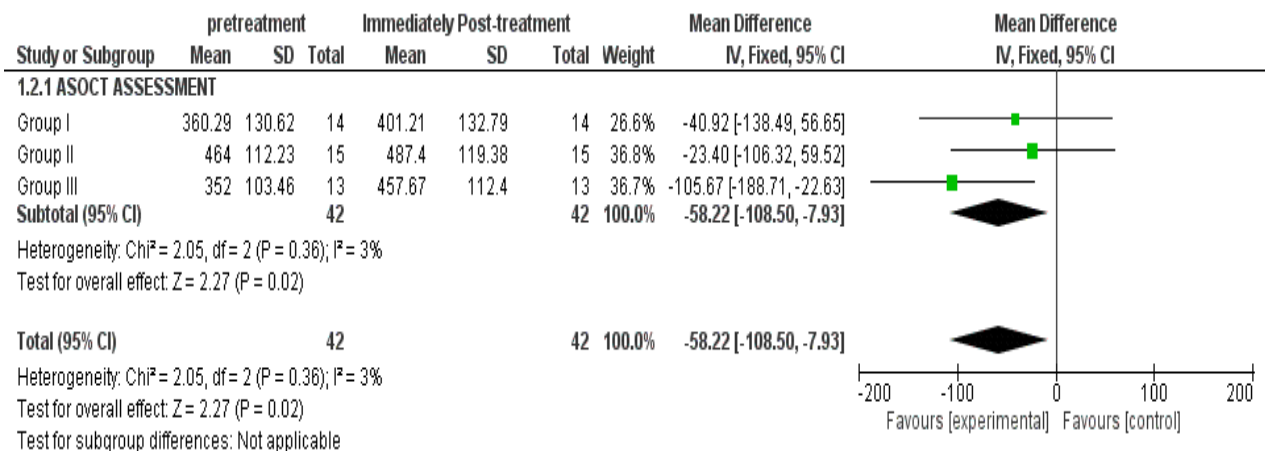 pretreatment Immediately Post-treatment Mean Difference Mean Difference
Study or Subgroup Mean SD Total Mean SD Total Weight IV, Fixed, 95% CI IV, Fixed, 95% CI
1.2.1 ASOCT ASSESSMENT
Group I 360.29 130.62 14 401.21 132.79 14 26.6% -40.92 [-138.49, 56.65]
Group II 464 112.23 15 487.4 119.38 15 36.8% -23.40 [-106.32, 59.52]
Group III 352 103.46 13 457.67 112.4 13 36.7% -105.67 [-188.71, -22.63]
Subtotal (95% CI) 42 42 100.0% -58.22 [-108.50, -7.93]
Heterogeneity: Chi² = 2.05, df = 2 (P = 0.36); I² = 3%
Test for overall effect: Z = 2.27 (P = 0.02)
Total (95% CI) 42 42 100.0% -58.22 [-108.50, -7.93]
Heterogeneity: Chi² = 2.05, df = 2 (P = 0.36); I² = 3%
Test for overall effect: Z = 2.27 (P = 0.02)
Test for subgroup differences: Not applicable
-200 -100 0 100 200
Favours [experimental] Favours [control]